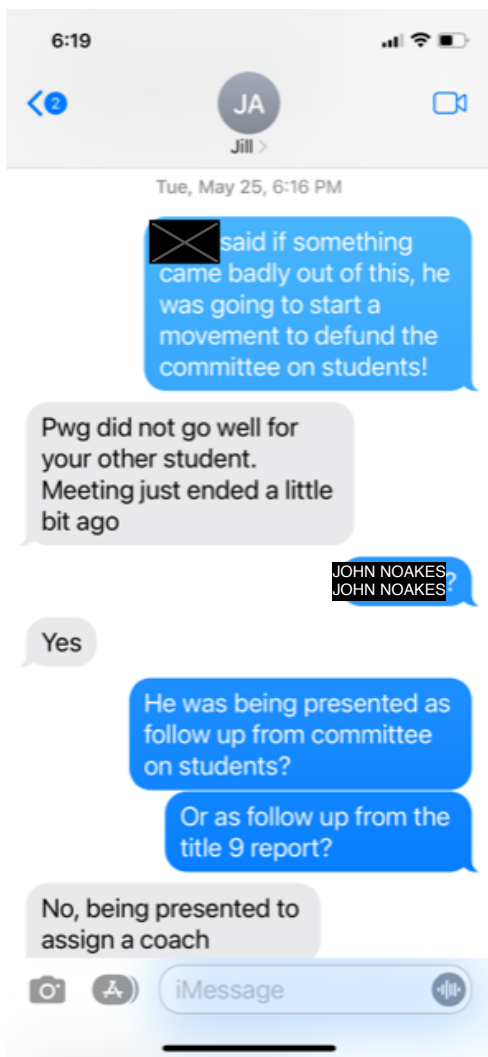 6:19
2
JA
Jill >
Tue, May 25, 6:16 PM
said if something
came badly out of this, he
was going to start a
movement to defund the
committee on students!
Pwg did not go well for
your other student.
Meeting just ended a little
bit ago
JOHN NOAKES
JOHN NOAKES?
Yes
He was being presented as
follow up from committee
on students?
Or as follow up from the
title 9 report?
No, being presented to
assign a coach
iMessage